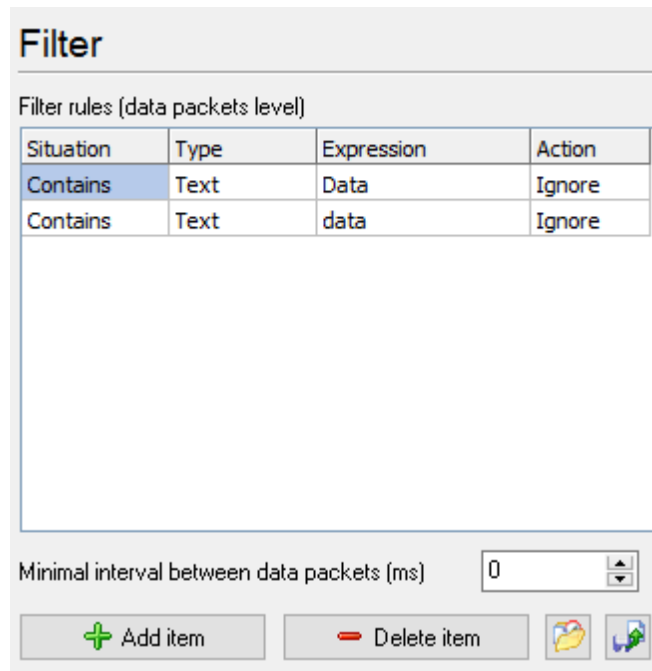 Filter
Filter rules (data packets level)
Situation Type Expression Action
Contains Text Data Ignore
Contains Text data Ignore
Minimal interval between data packets (ms) 0
Add item Delete item